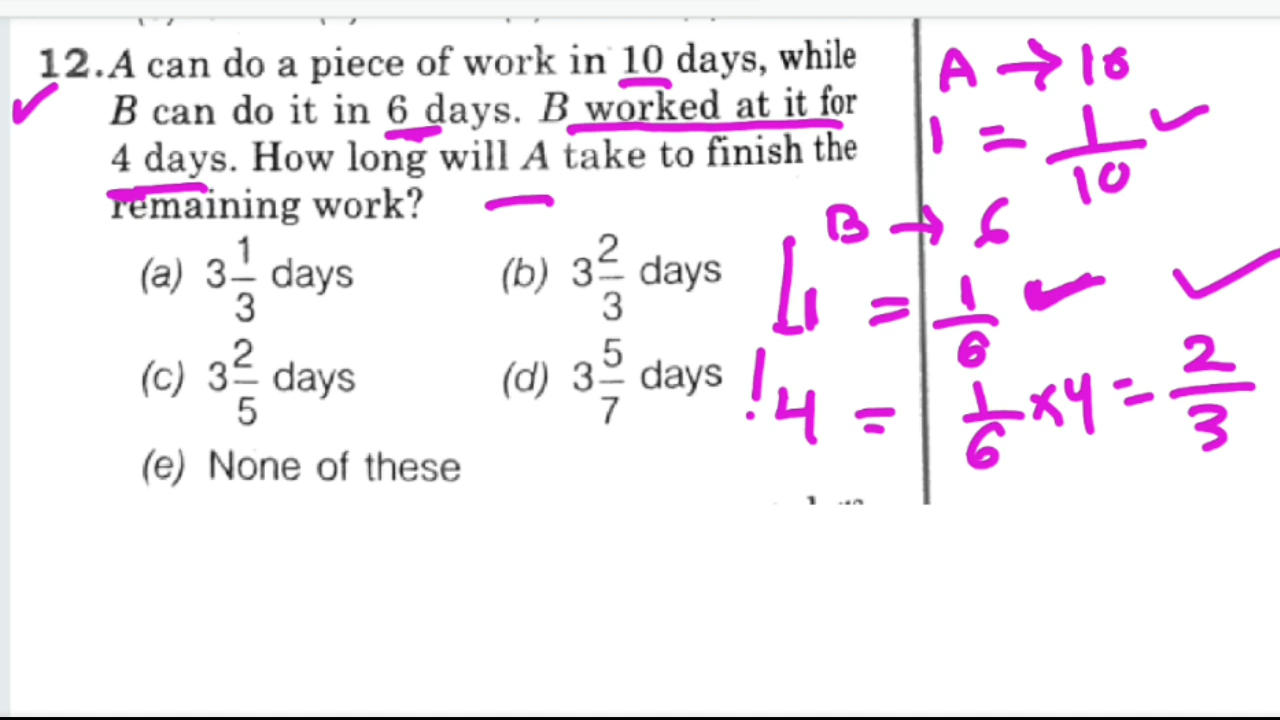 12. A can do a piece of work in 10 days, while
B can do it in 6 days. B worked at it for
4 days. How long will A take to finish the
remaining work?
(a) 3 1/3 days (b) 3 2/3 days
(c) 3 2/5 days (d) 3 5/7 days
(e) None of these
A → 10
1 = 1/10
B → 6
1 = 1/6
4 = 1/6 x 4 = 2/3